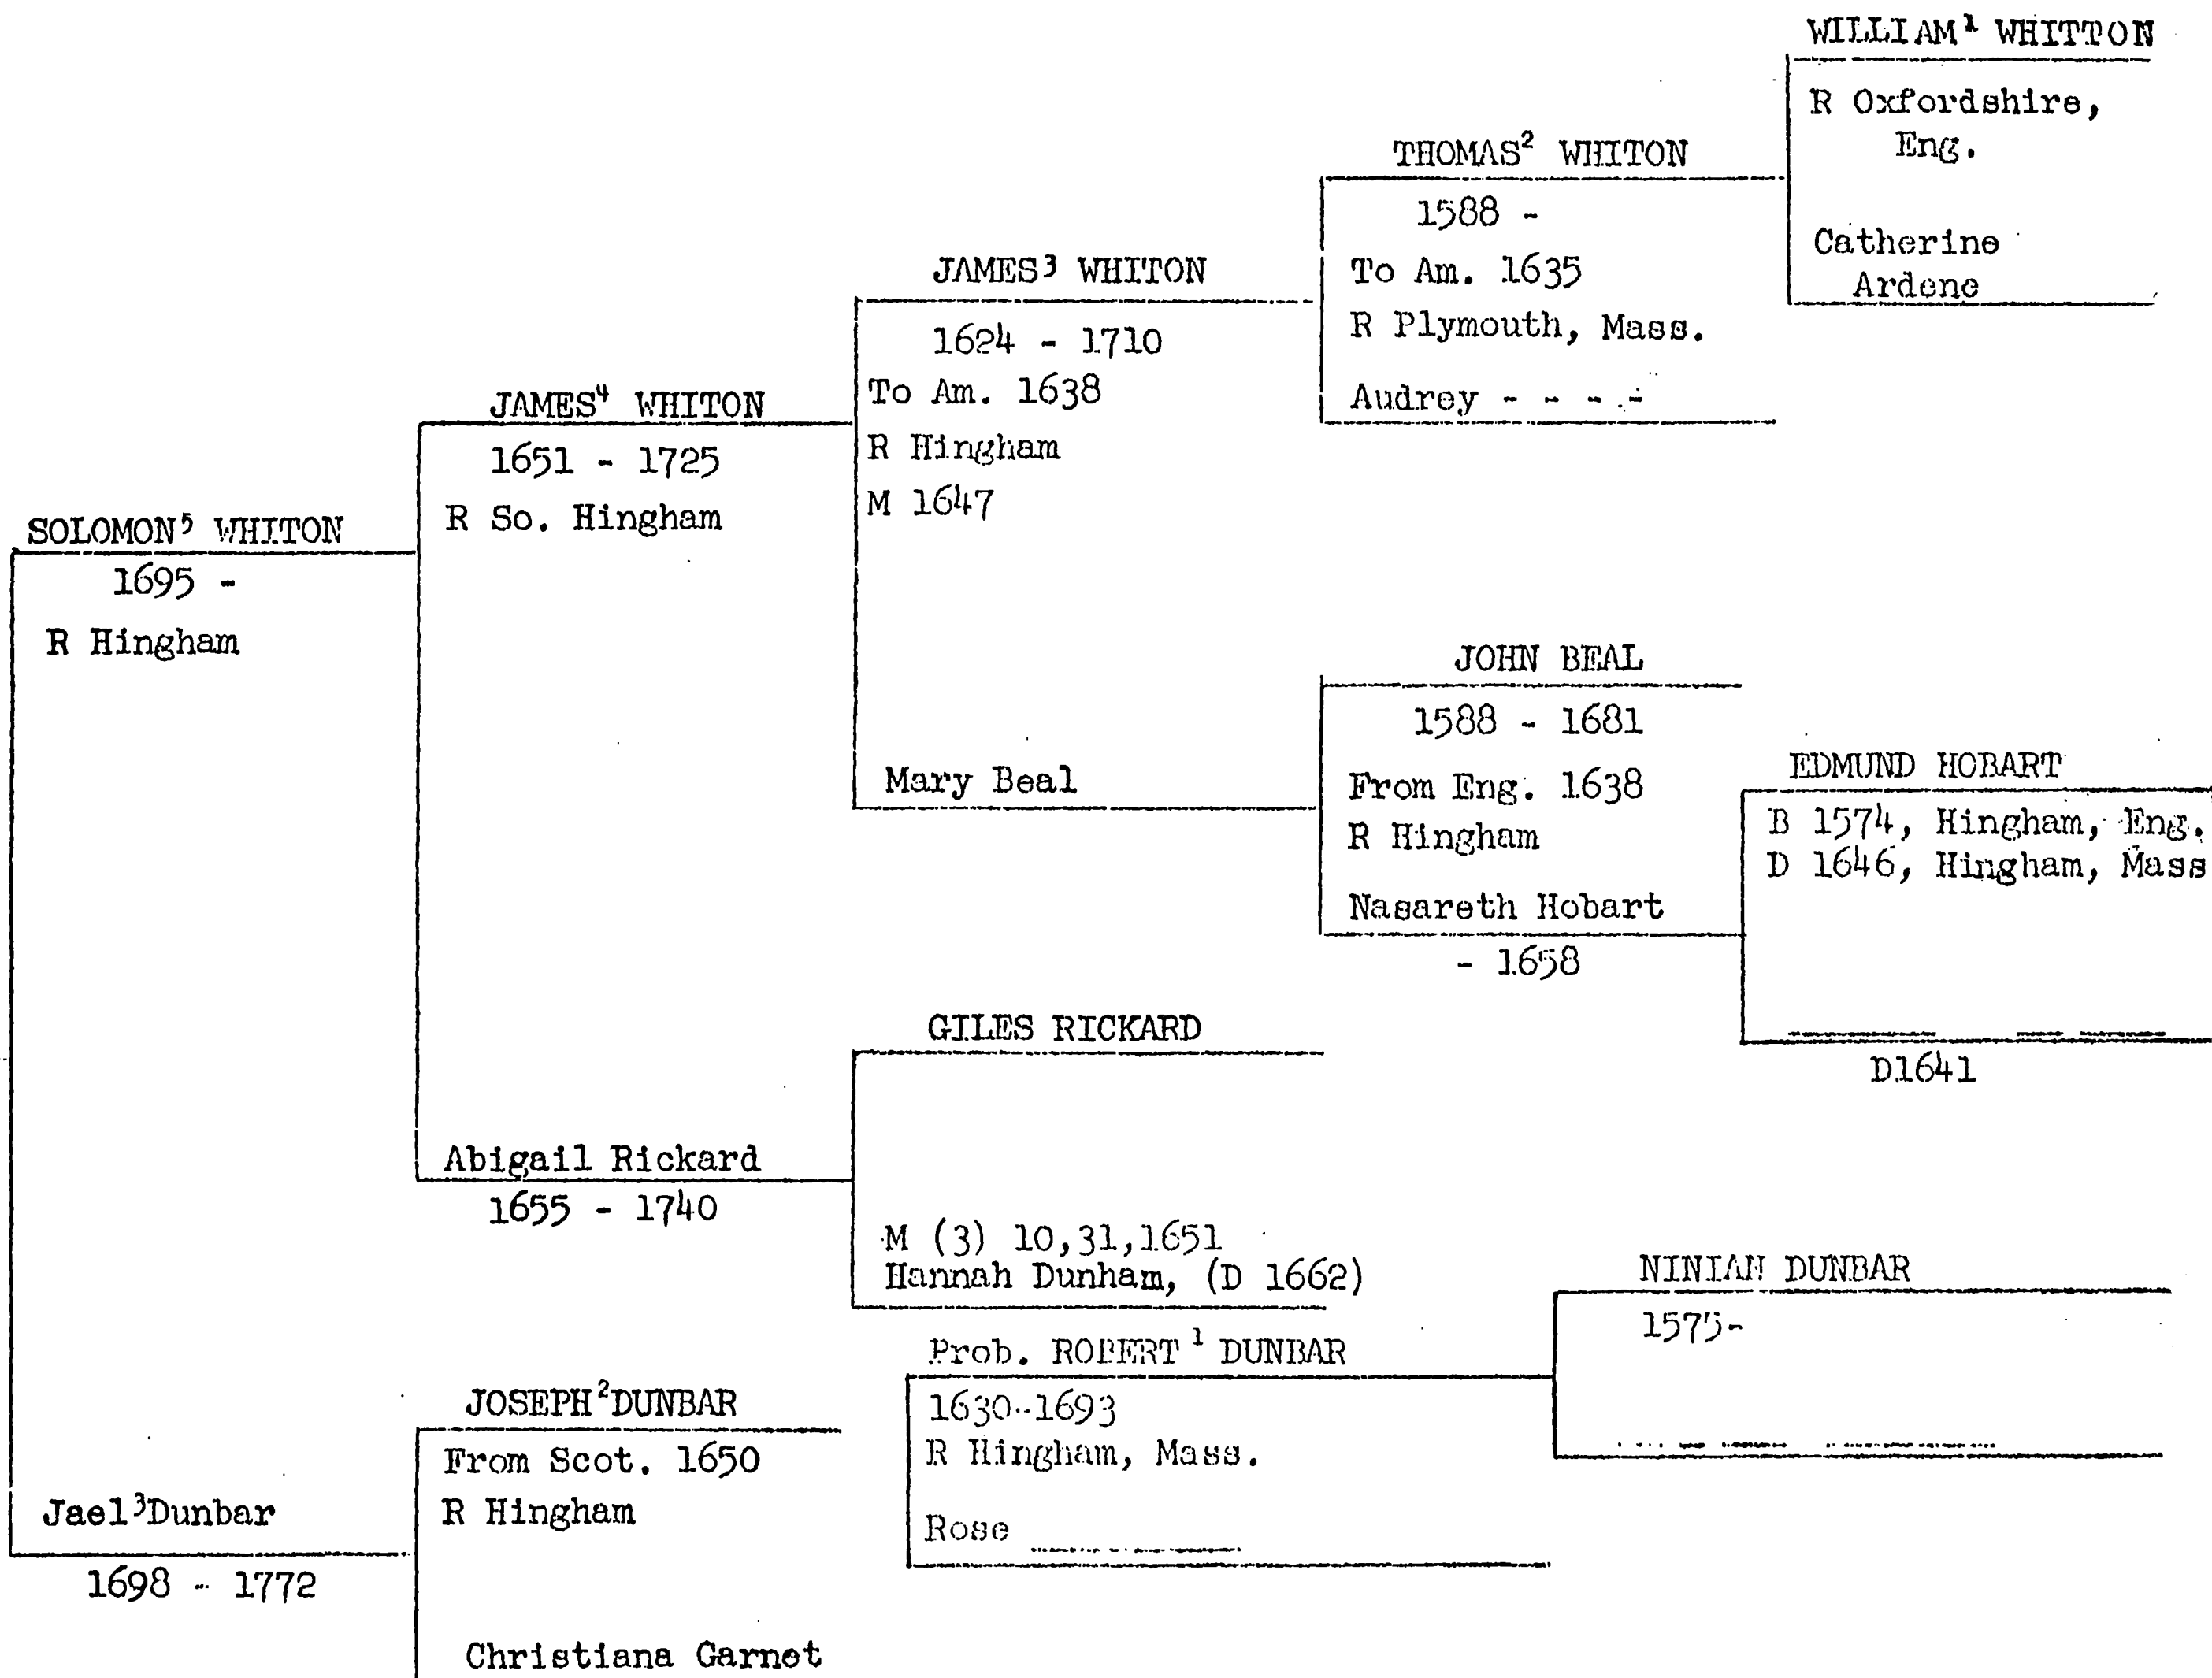 WILLIAM¹ WHITTON
R Oxfordshire,
Eng.
Catherine
Ardene
THOMAS² WHITON
1588 -
To Am. 1635
R Plymouth, Mass.
Audrey - - - -
JAMES³ WHITON
1624 - 1710
To Am. 1638
R Hingham
M 1647
JAMES⁴ WHITON
1651 - 1725
R So. Hingham
SOLOMON⁵ WHITON
1695 -
R Hingham
JOHN BEAL
1588 - 1681
From Eng. 1638
R Hingham
Nasareth Hobart
- 1658
Mary Beal
EDMUND HOBART
B 1574, Hingham, Eng.
D 1646, Hingham, Mass
D1641
GILES RICKARD
M (3) 10,31,1651
Hannah Dunham, (D 1662)
Abigail Rickard
1655 - 1740
NINIAN DUNBAR
1575-
Prob. ROBERT ¹ DUNBAR
1630-1693
R Hingham, Mass.
Rose
JOSEPH²DUNBAR
From Scot. 1650
R Hingham
Christiana Garnet
Jael³Dunbar
1698 - 1772